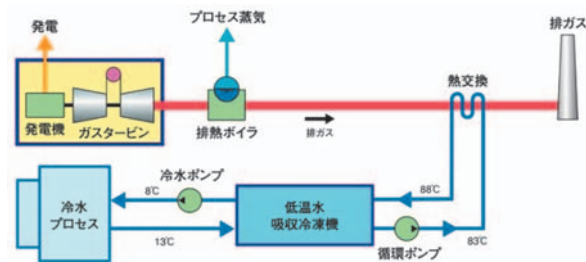 発電
プロセス蒸気
排ガス
発電機
ガスタービン
排熱ボイラ
排ガス
熱交換
冷水ポンプ
8℃
88℃
冷水
プロセス
低温水
吸収冷凍機
13℃
83℃
循環ポンプ